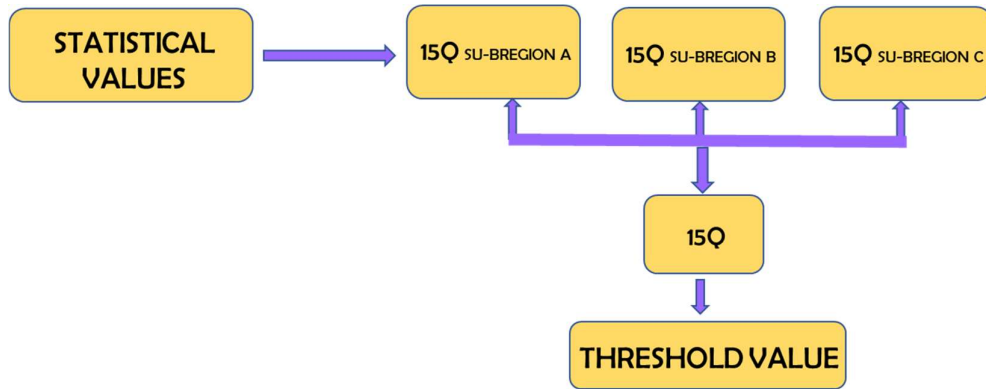 STATISTICAL
VALUES
15Q SU-BREGION A
15Q SU-BREGION B
15Q SU-BREGION C
15Q
THRESHOLD VALUE